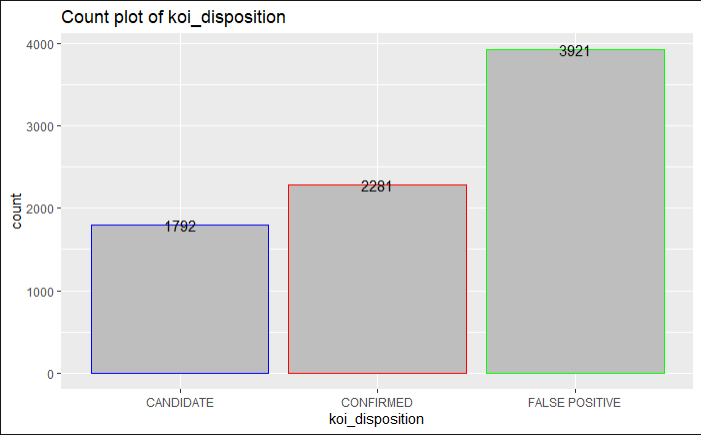 Count plot of koi_disposition
4000
3921
3000
2281
2000
1792
1000
0
count
CANDIDATE
CONFIRMED
FALSE POSITIVE
koi_disposition